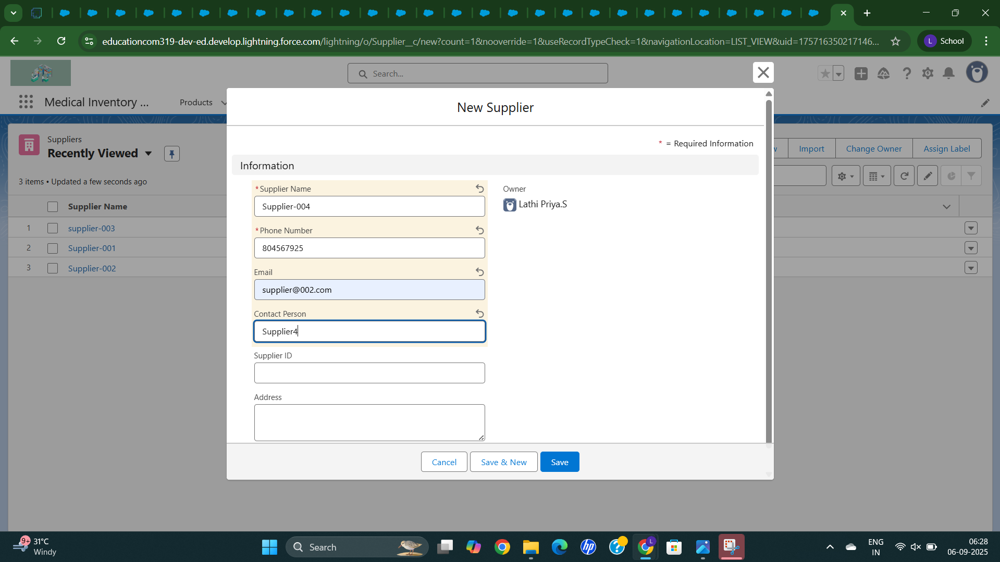 educationcom319-dev-ed.develop.lightning.force.com/lightning/o/Supplier__c/new?count=1&nooverride=1&useRecordTypeCheck=1&navigationLocation=LIST_VIEW&uid=175716350217146...
L School
Search...
Medical Inventory ...
Products
New Supplier
* = Required Information
Information
Suppliers
Recently Viewed
Import
Change Owner
Assign Label
3 items • Updated a few seconds ago
Supplier Name
1 supplier-003
2 Supplier-001
3 Supplier-002
*Supplier Name
Supplier-004
Owner
Lathi Priya.S
*Phone Number
804567925
Email
supplier@002.com
Contact Person
Supplier4
Supplier ID
Address
Cancel
Save & New
Save
9+
31°C
Windy
Search
hp
L
ENG
IN
06:28
06-09-2025